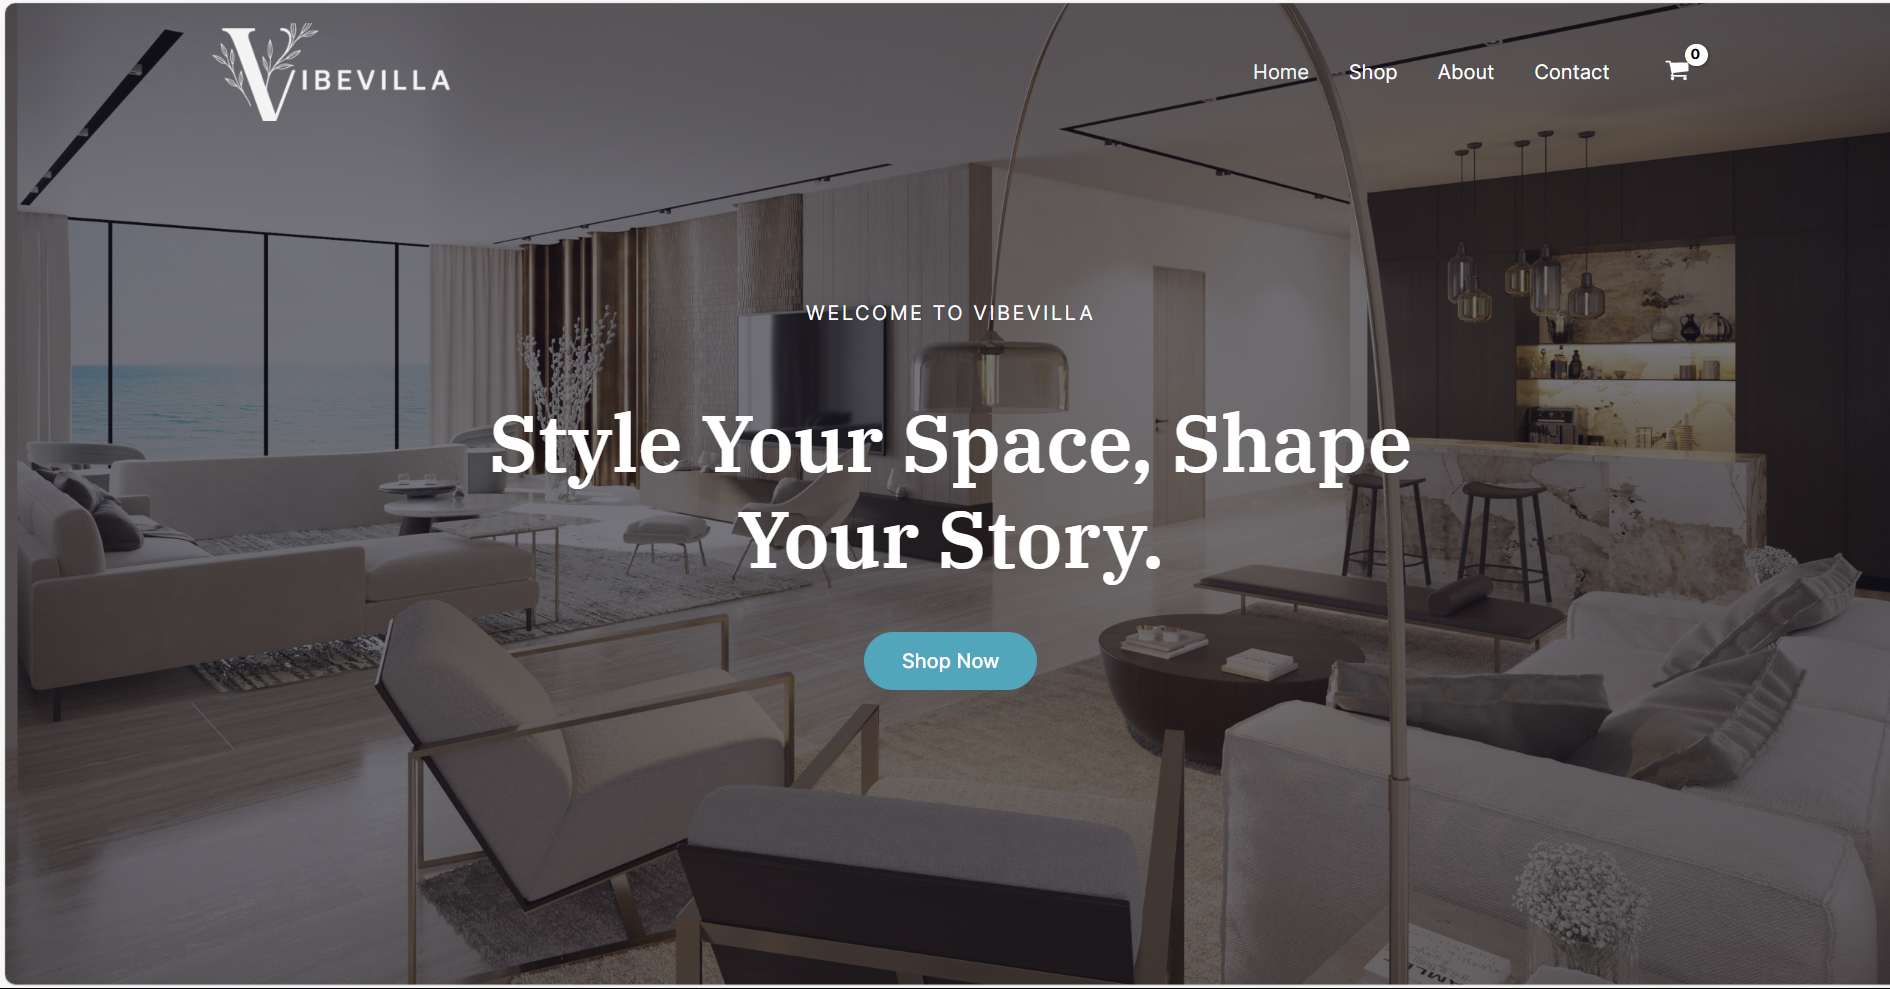 VIBEVILLA
Home Shop About Contact 0
WELCOME TO VIBEVILLA
Style Your Space, Shape
Your Story.
Shop Now